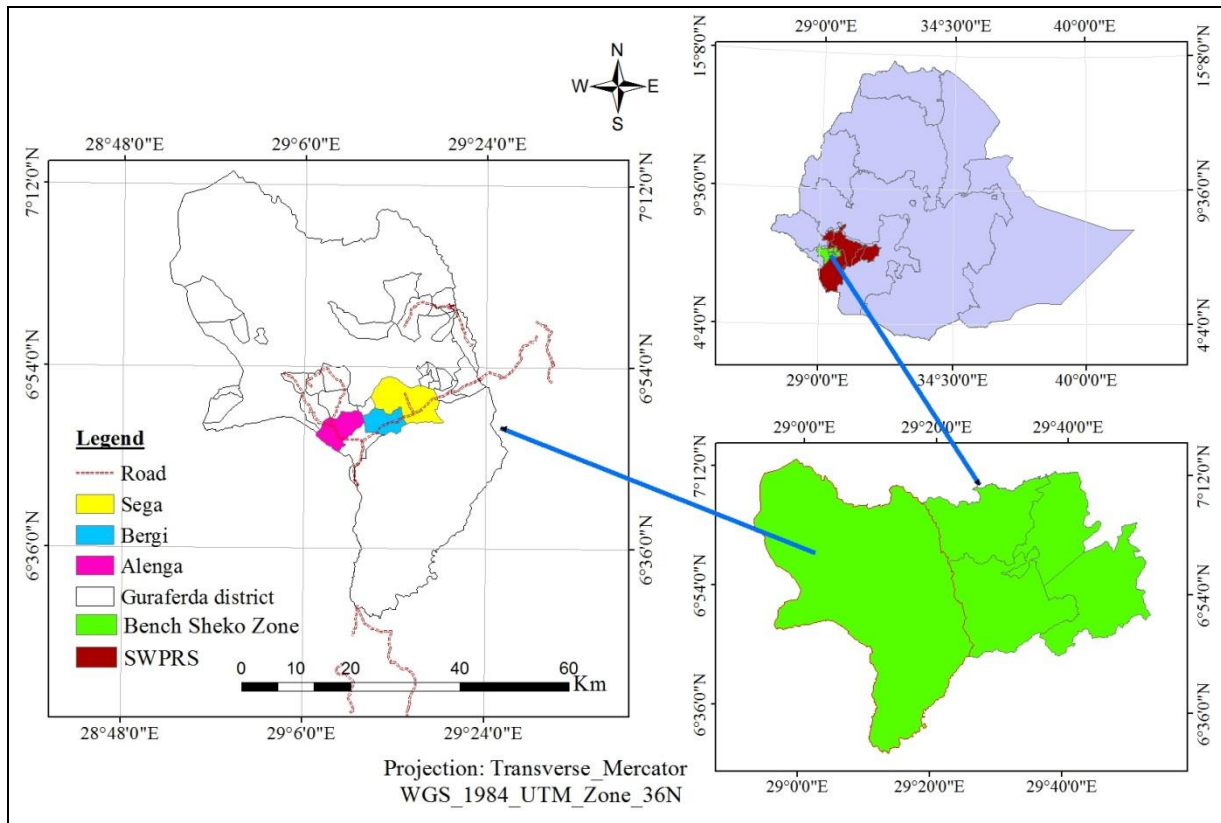 N
W E
S
28°48'0"E 29°6'0"E 29°24'0"E
7°12'0"N
7°12'0"N
6°54'0"N
6°54'0"N
6°36'0"N
6°36'0"N
Legend
Road
Sega
Bergi
Alenga
Guraferda district
Bench Sheko Zone
SWPRS
0 10 20 40 60
Km
28°48'0"E 29°6'0"E 29°24'0"E
Projection: Transverse_Mercator
WGS_1984_UTM_Zone_36N
29°0'0"E 34°30'0"E 40°0'0"E
15°8'0"N
15°8'0"N
9°36'0"N
9°36'0"N
4°4'0"N
4°4'0"N
29°0'0"E 34°30'0"E 40°0'0"E
29°0'0"E 29°20'0"E 29°40'0"E
7°12'0"N
7°12'0"N
6°54'0"N
6°54'0"N
6°36'0"N
6°36'0"N
29°0'0"E 29°20'0"E 29°40'0"E